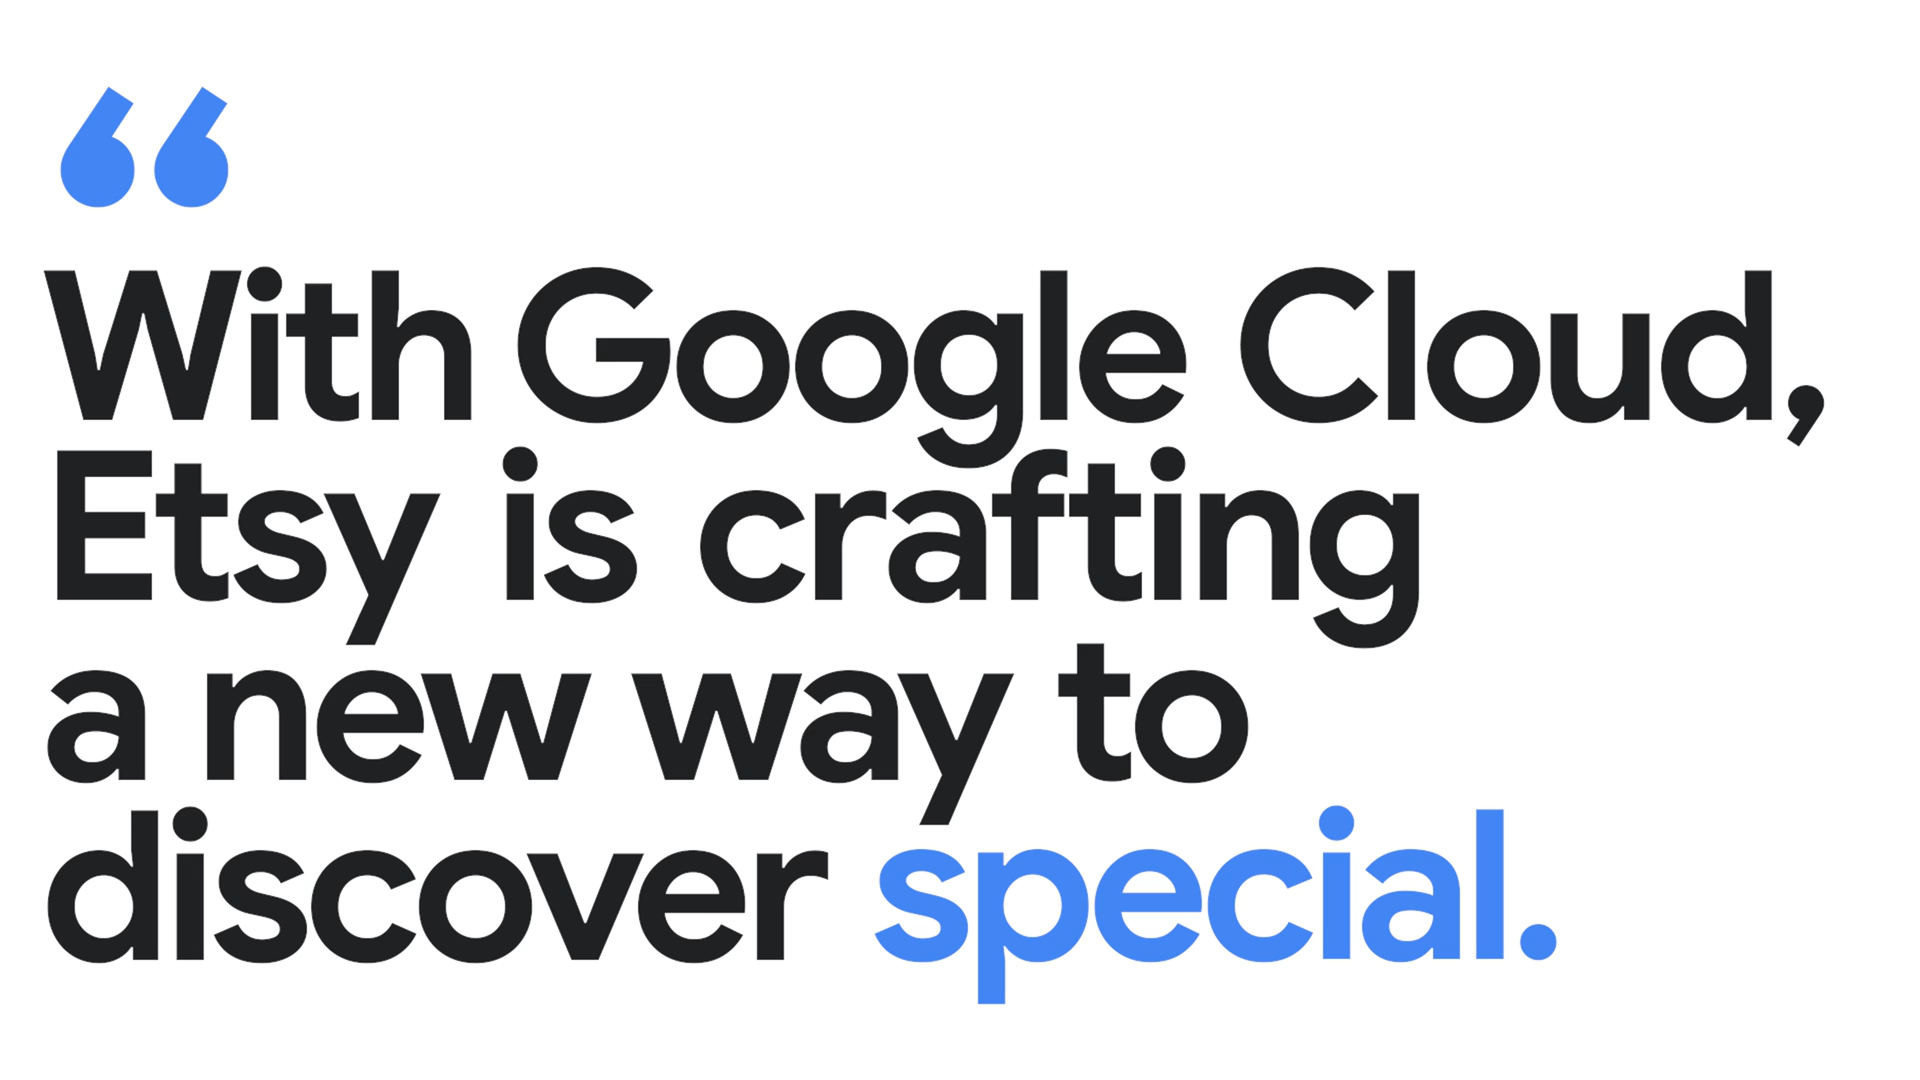 “
With Google Cloud,
Etsy is crafting
a new way to
discover special.